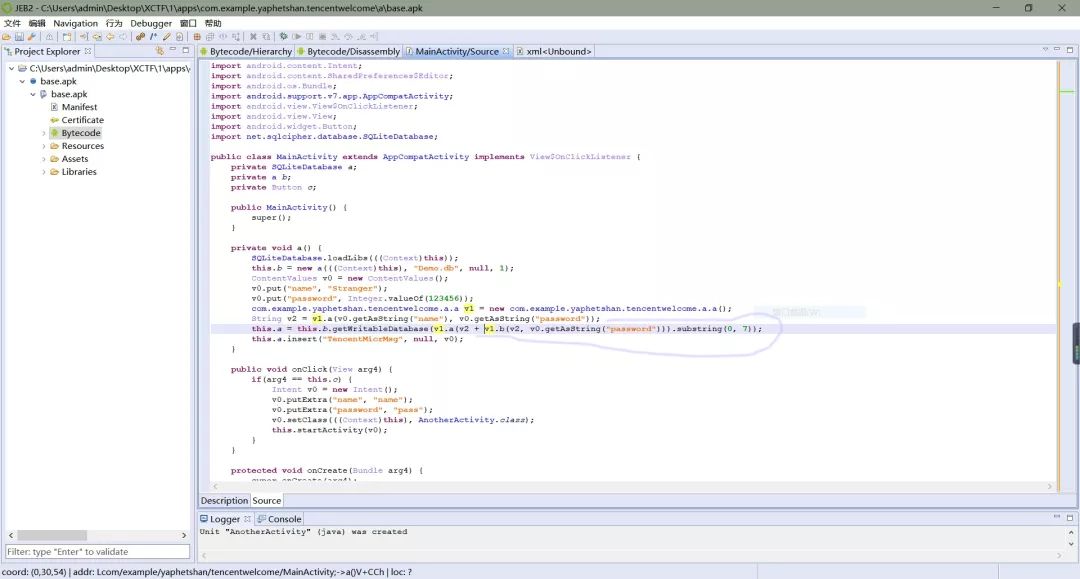 JEB2 - C:\Users\admin\Desktop\XCTF\1\apps\com.example.yaphetshan.tencentwelcome\a\base.apk
文件 编辑 Navigation 行为 Debugger 窗口 帮助
Project Explorer
Bytecode/Hierarchy Bytecode/Disassembly MainActivity/Source xml<Unbound>
C:\Users\admin\Desktop\XCTF\1\apps\
base.apk
base.apk
Manifest
Certificate
Bytecode
Resources
Assets
Libraries
import android.content.Intent;
import android.content.SharedPreferences$Editor;
import android.os.Bundle;
import android.support.v7.app.AppCompatActivity;
import android.view.View$OnClickListener;
import android.view.View;
import android.widget.Button;
import net.sqlcipher.database.SQLiteDatabase;
public class MainActivity extends AppCompatActivity implements View$OnClickListener {
private SQLiteDatabase a;
private a b;
private Button c;
public MainActivity() {
super();
}
private void a() {
SQLiteDatabase.loadLibs(((Context)this));
this.b = new a(((Context)this), "Demo.db", null, 1);
ContentValues v0 = new ContentValues();
v0.put("name", "Stranger");
v0.put("password", Integer.valueOf(123456));
com.example.yaphetshan.tencentwelcome.a.a v1 = new com.example.yaphetshan.tencentwelcome.a.a();
String v2 = v1.a(v0.getAsString("name"), v0.getAsString("password"));
this.a = this.b.getWritableDatabase(v1.a(v2 + v1.b(v2, v0.getAsString("password"))).substring(0, 7));
this.a.insert("TencentMicrMsg", null, v0);
}
public void onClick(View arg4) {
if(arg4 == this.c) {
Intent v0 = new Intent();
v0.putExtra("name", "name");
v0.putExtra("password", "pass");
v0.setClass(((Context)this), AnotherActivity.class);
this.startActivity(v0);
}
}
protected void onCreate(Bundle arg4) {
super.onCreate(arg4);
Description Source
Logger Console
Unit "AnotherActivity" (java) was created
Filter: type "Enter" to validate
coord: (0,30,54) | addr: Lcom/example/yaphetshan/tencentwelcome/MainActivity;->a()V+CCh | loc: ?